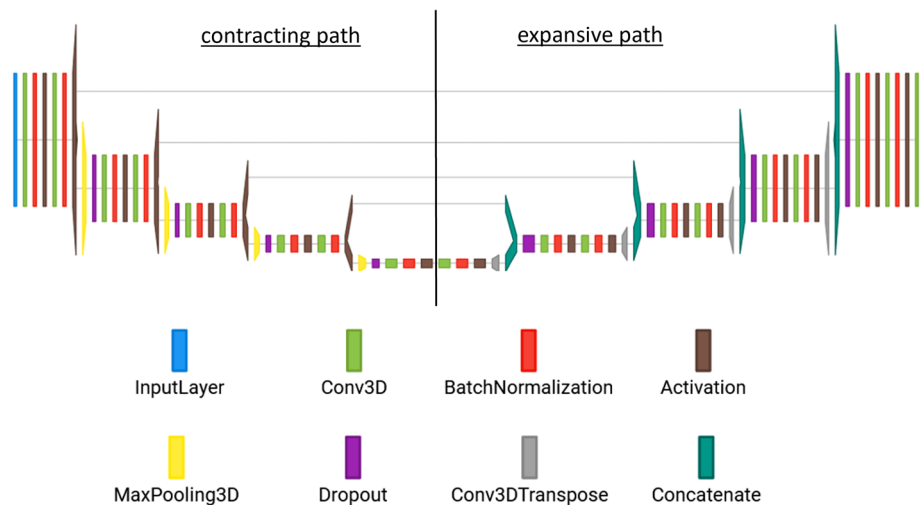 contracting path
expansive path
InputLayer
Conv3D
BatchNormalization
Activation
MaxPooling3D
Dropout
Conv3DTranspose
Concatenate